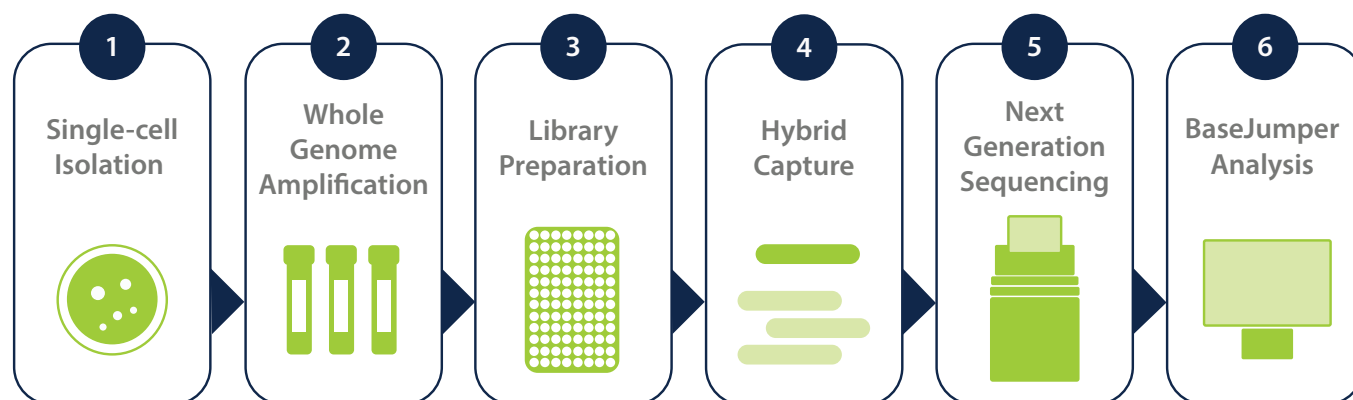 1
Single-cell
Isolation
2
Whole
Genome
Amplification
3
Library
Preparation
4
Hybrid
Capture
5
Next
Generation
Sequencing
6
BaseJumper
Analysis